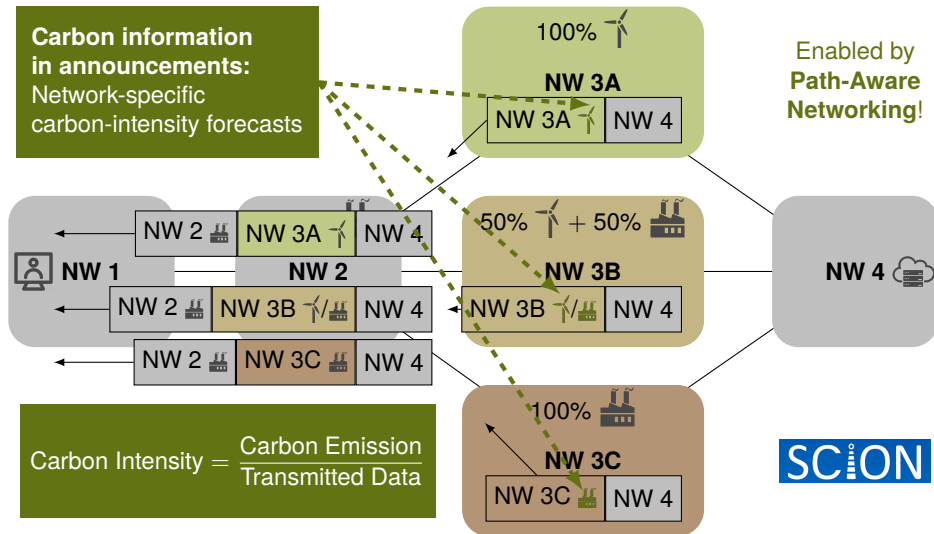 Carbon information
in announcements:
Network-specific
carbon-intensity forecasts
100%
NW 3A
NW 3A NW 4
Enabled by
Path-Aware
Networking!
NW 2 NW 3A NW 4
NW 1 NW 2
NW 2 NW 3B / NW 4
NW 2 NW 3C NW 4
50% + 50%
NW 3B
NW 3B / NW 4
NW 4
100%
NW 3C
NW 3C NW 4
Carbon Intensity = Carbon Emission
Transmitted Data
SCION